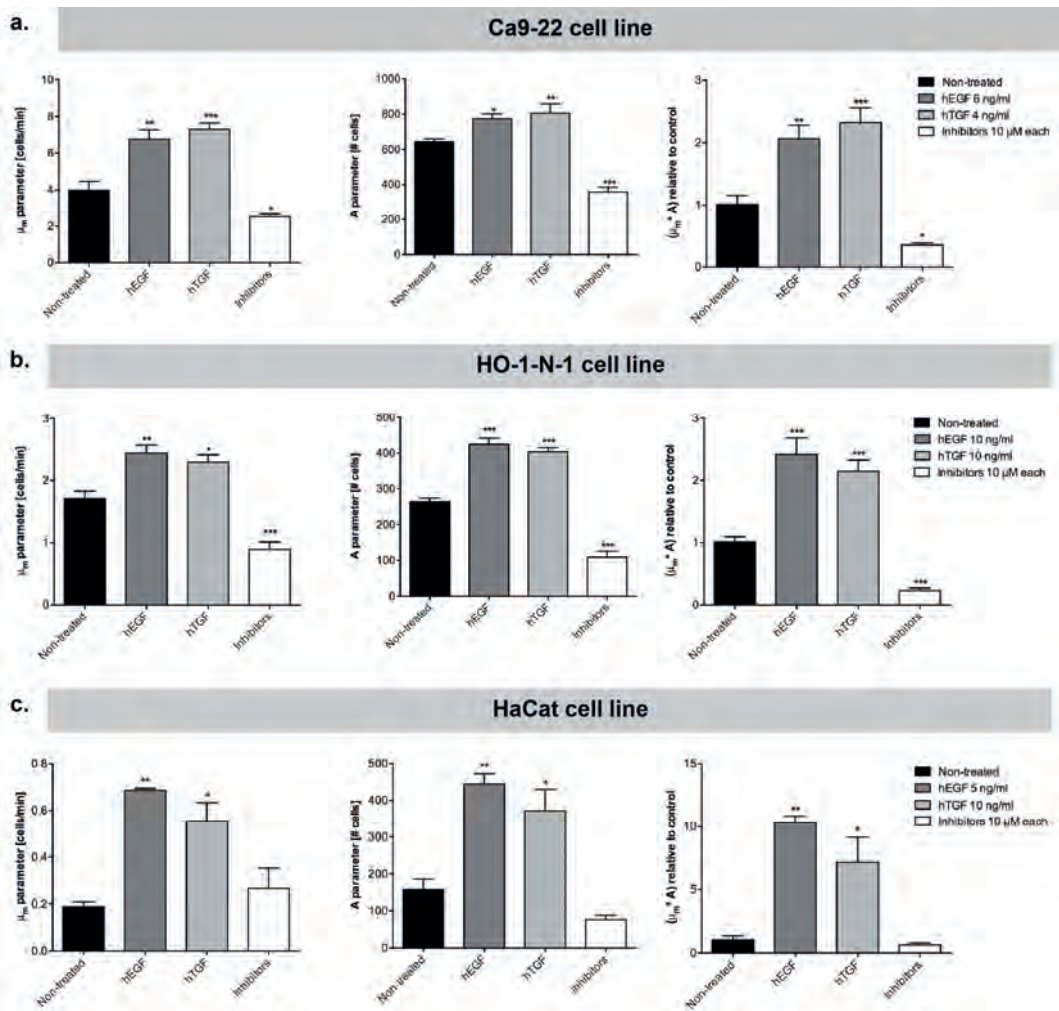 a.
Ca9-22 cell line
μm parameter [cells/min]
10
8
6
4
2
0
**
***
*
Non-treated
hEGF
hTGF
Inhibitors
A parameter [# cells]
1000
800
600
400
200
0
*
**
***
Non-treated
hEGF
hTGF
Inhibitors
(μm* A) relative to control
3
2
1
0
**
***
*
Non-treated
hEGF
hTGF
Inhibitors
Non-treated
hEGF 6 ng/ml
hTGF 4 ng/ml
Inhibitors 10 μM each
b.
HO-1-N-1 cell line
μm parameter [cells/min]
3
2
1
0
**
*
***
Non-treated
hEGF
hTGF
Inhibitors
A parameter [# cells]
500
400
300
200
100
0
***
***
***
Non-treated
hEGF
hTGF
Inhibitors
(μm* A) relative to control
3
2
1
0
***
***
***
Non-treated
hEGF
hTGF
Inhibitors
Non-treated
hEGF 10 ng/ml
hTGF 10 ng/ml
Inhibitors 10 μM each
c.
HaCat cell line
μm parameter [cells/min]
0.8
0.6
0.4
0.2
0.0
**
*
Non-treated
hEGF
hTGF
Inhibitors
A parameter [# cells]
500
400
300
200
100
0
**
*
Non-treated
hEGF
hTGF
Inhibitors
(μm* A) relative to control
15
10
5
0
**
*
Non-treated
hEGF
hTGF
Inhibitors
Non-treated
hEGF 5 ng/ml
hTGF 10 ng/ml
Inhibitors 10 μM each